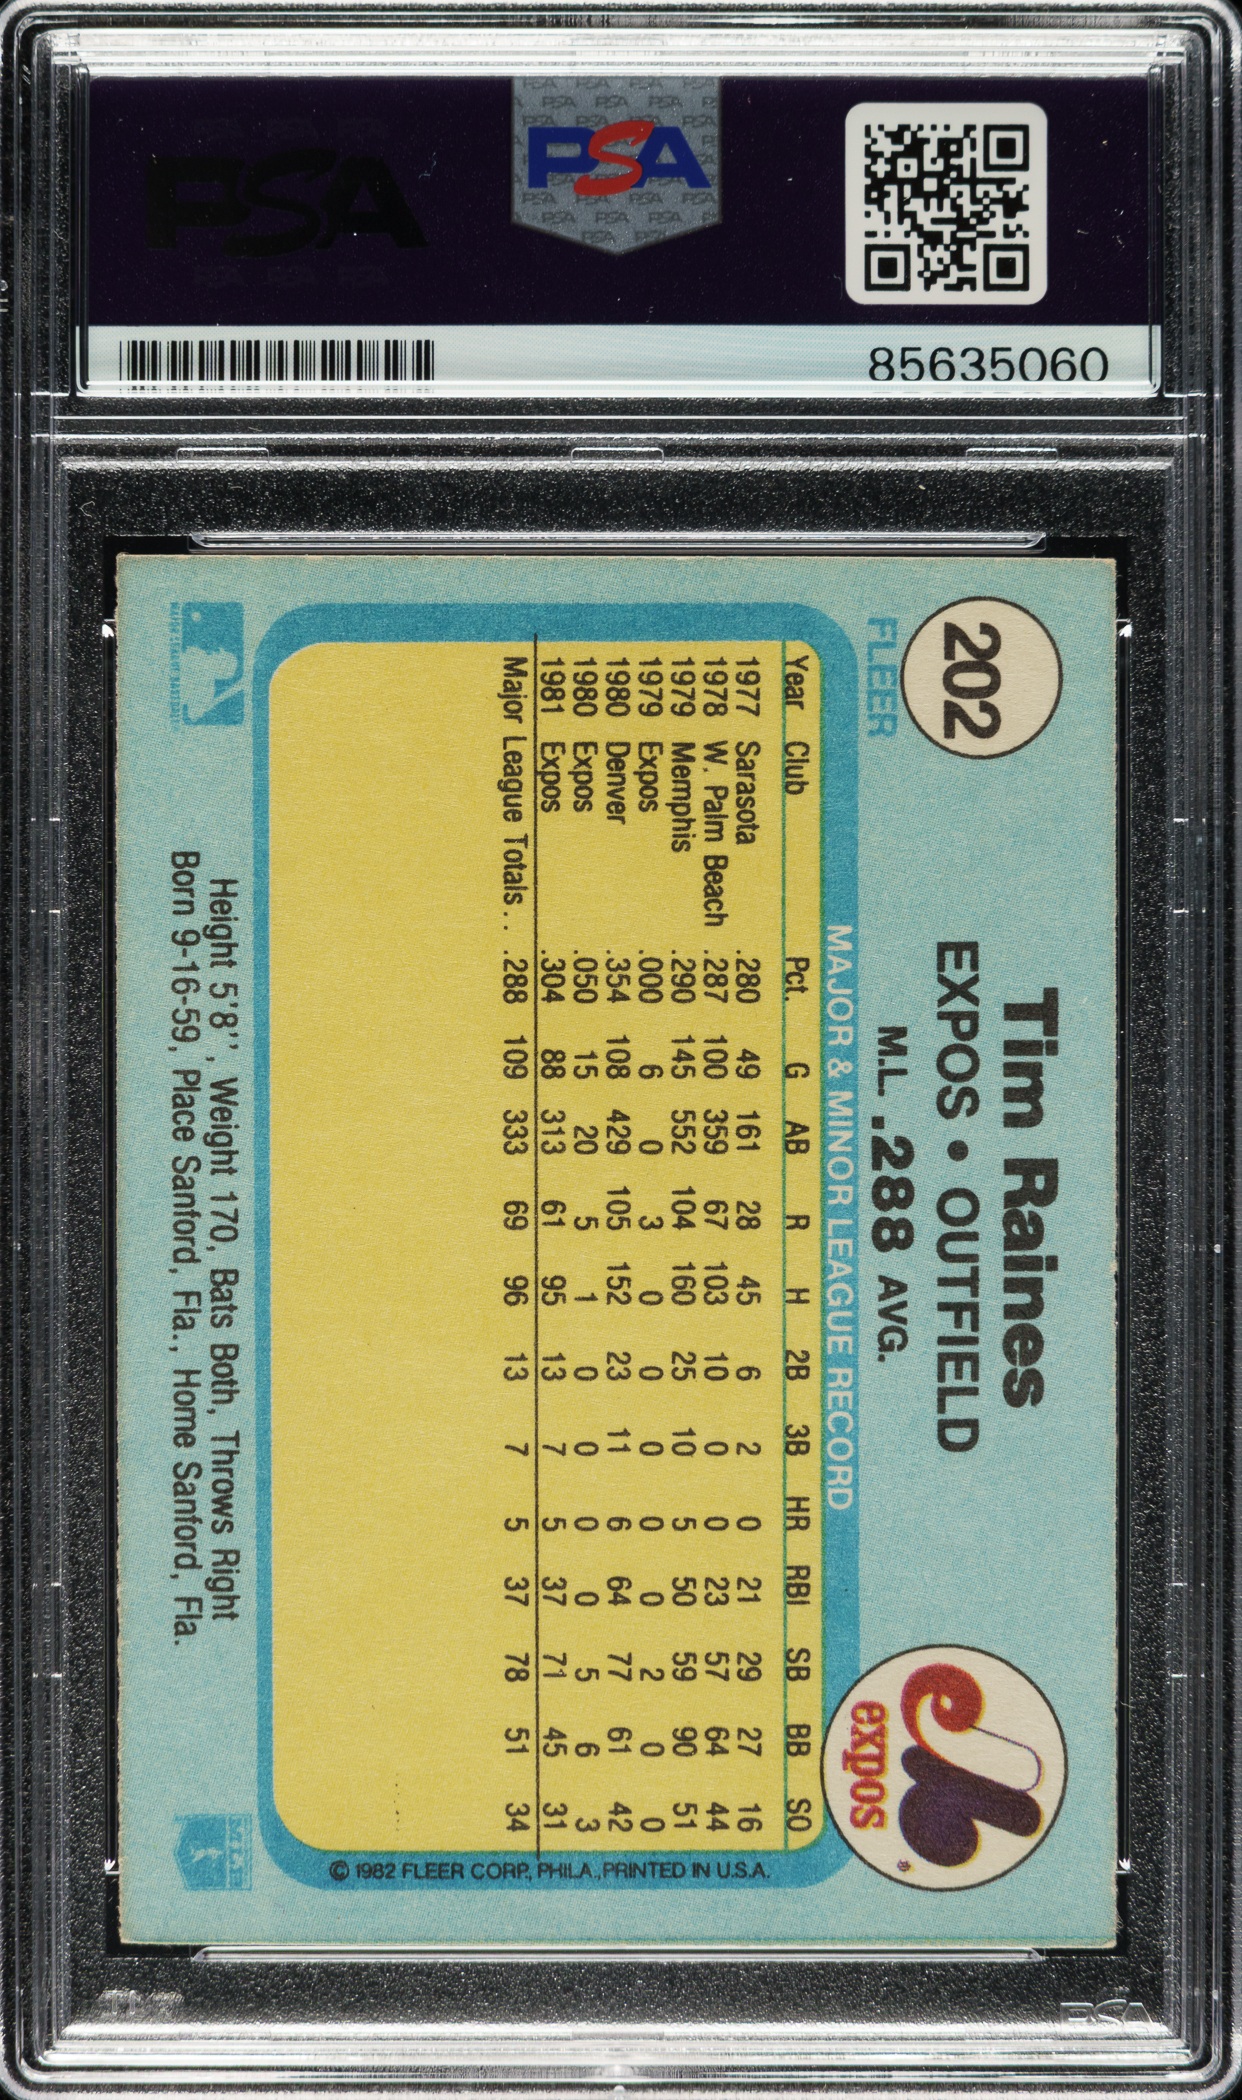 PSA
PSA
85635060
202
FLEER
Tim Raines
EXPOS • OUTFIELD
M.L. .288 AVG.
expos
MAJOR & MINOR LEAGUE RECORD
Year Club Pct. G AB R H 2B 3B HR RBI SB BB SO
1977 Sarasota .280 49 161 28 45 6 2 0 21 29 27 16
1978 W. Palm Beach .287 100 359 67 103 10 0 0 23 57 64 44
1979 Memphis .290 145 552 104 160 25 10 5 50 59 90 51
1979 Expos .000 6 0 3 0 0 0 0 0 2 0 0
1980 Denver .354 108 429 105 152 23 11 6 64 77 61 42
1980 Expos .050 15 20 5 1 0 0 0 0 5 6 3
1981 Expos .304 88 313 61 95 13 7 5 37 71 45 31
Major League Totals . . .288 109 333 69 96 13 7 5 37 78 51 34
© 1982 FLEER CORP., PHILA., PRINTED IN U.S.A.
Height 5'8'', Weight 170, Bats Both, Throws Right
Born 9-16-59, Place Sanford, Fla., Home Sanford, Fla.
PSA